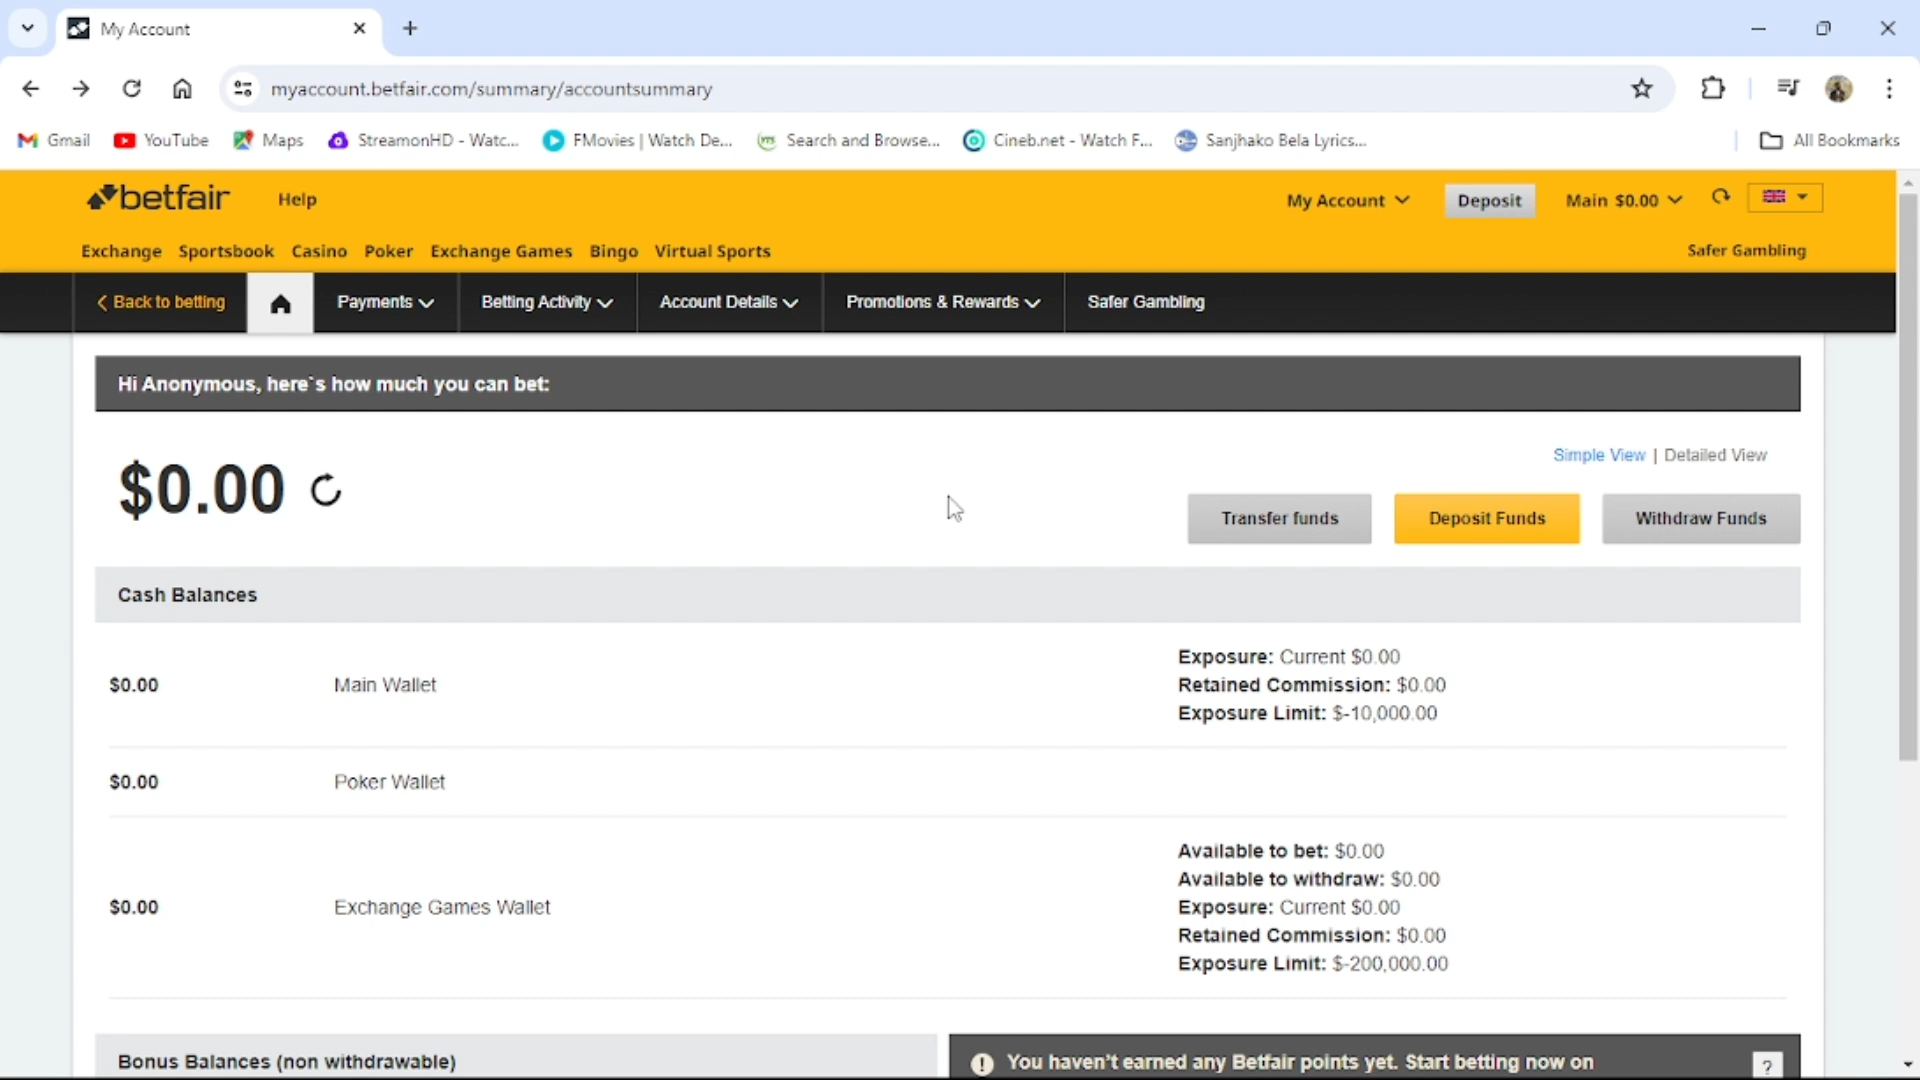 My Account
myaccount.betfair.com/summary/accountsummary
Gmail YouTube Maps StreamonHD - Watc... FMovies | Watch De... Search and Browse... Cineb.net - Watch F... Sanjhako Bela Lyrics... All Bookmarks
betfair Help My Account Deposit Main $0.00
Exchange Sportsbook Casino Poker Exchange Games Bingo Virtual Sports Safer Gambling
Back to betting Payments Betting Activity Account Details Promotions & Rewards Safer Gambling
Hi Anonymous, here`s how much you can bet:
Simple View | Detailed View
$0.00
Transfer funds Deposit Funds Withdraw Funds
Cash Balances
$0.00 Main Wallet
Exposure: Current $0.00
Retained Commission: $0.00
Exposure Limit: $-10,000.00
$0.00 Poker Wallet
$0.00 Exchange Games Wallet
Available to bet: $0.00
Available to withdraw: $0.00
Exposure: Current $0.00
Retained Commission: $0.00
Exposure Limit: $-200,000.00
Bonus Balances (non withdrawable)
! You haven't earned any Betfair points yet. Start betting now on ?